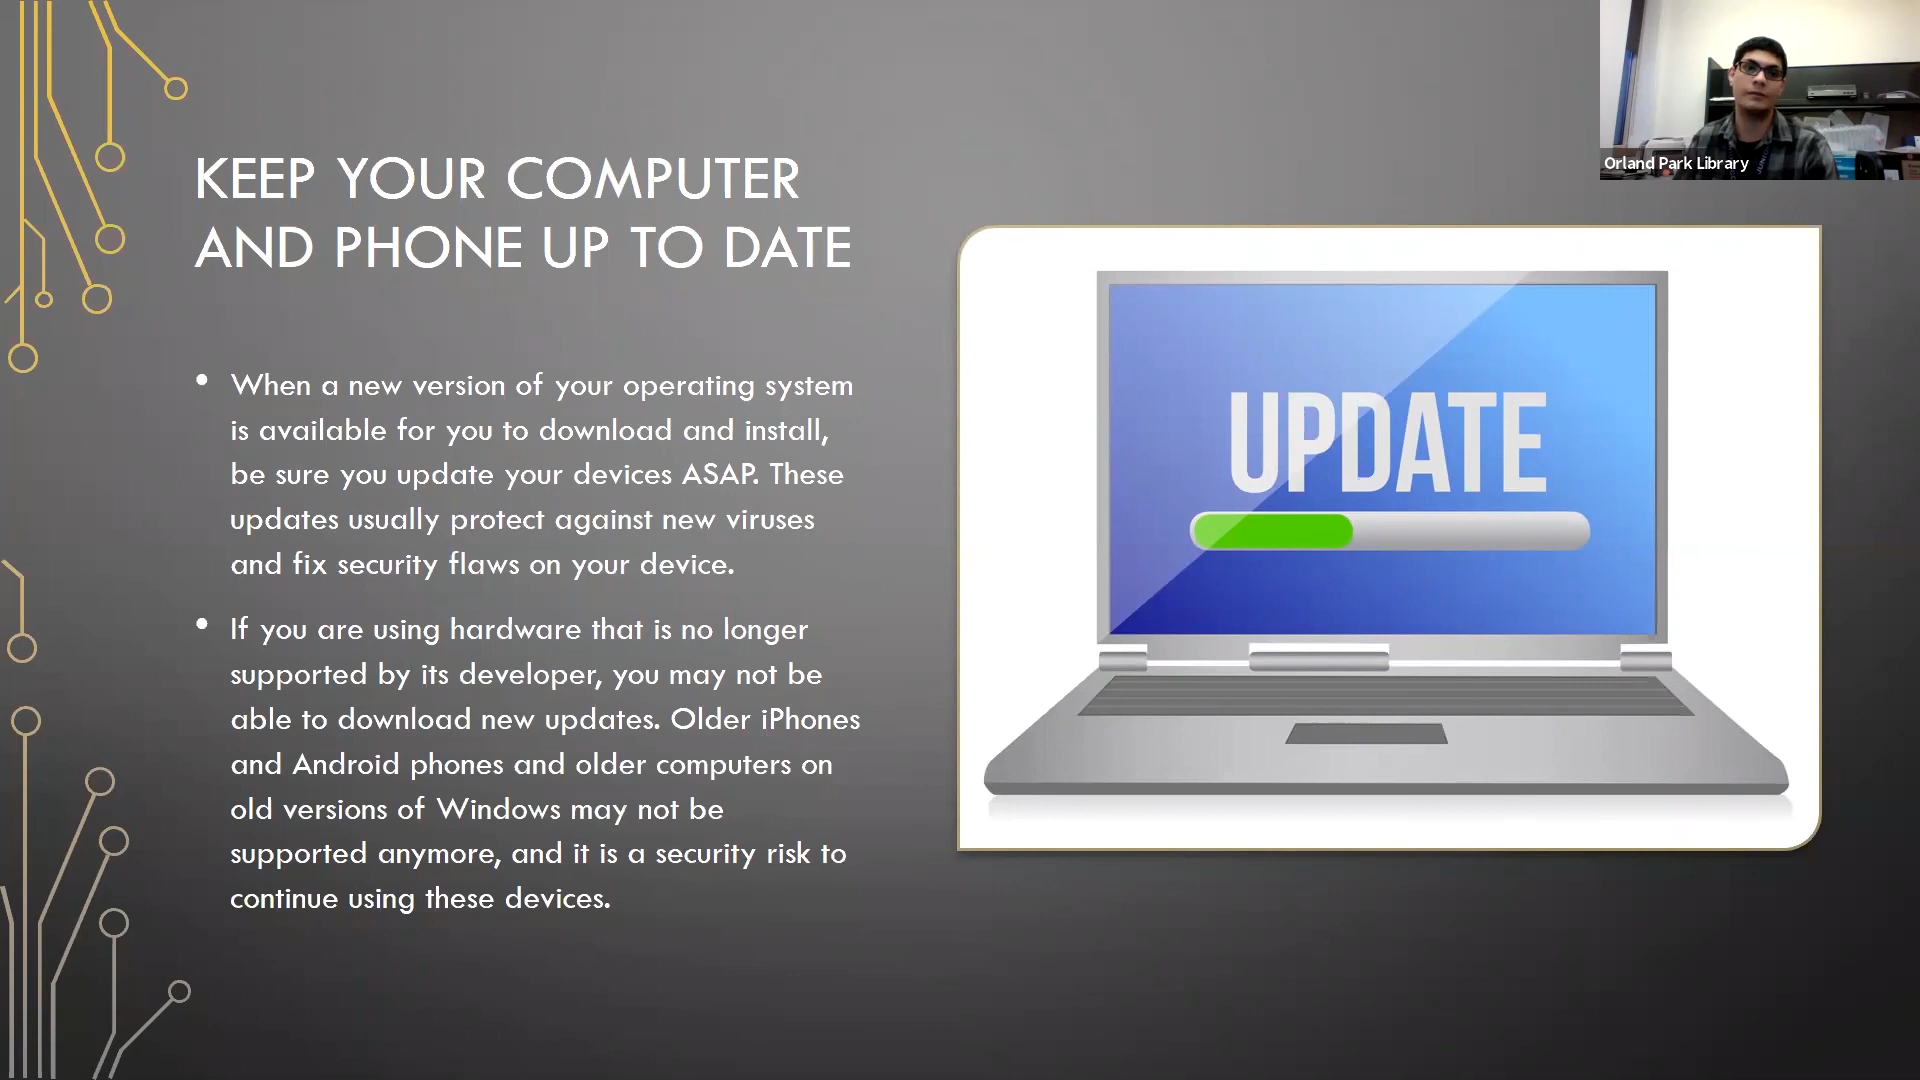 KEEP YOUR COMPUTER
AND PHONE UP TO DATE
• When a new version of your operating system
is available for you to download and install,
be sure you update your devices ASAP. These
updates usually protect against new viruses
and fix security flaws on your device.
• If you are using hardware that is no longer
supported by its developer, you may not be
able to download new updates. Older iPhones
and Android phones and older computers on
old versions of Windows may not be
supported anymore, and it is a security risk to
continue using these devices.
UPDATE
Orland Park Library